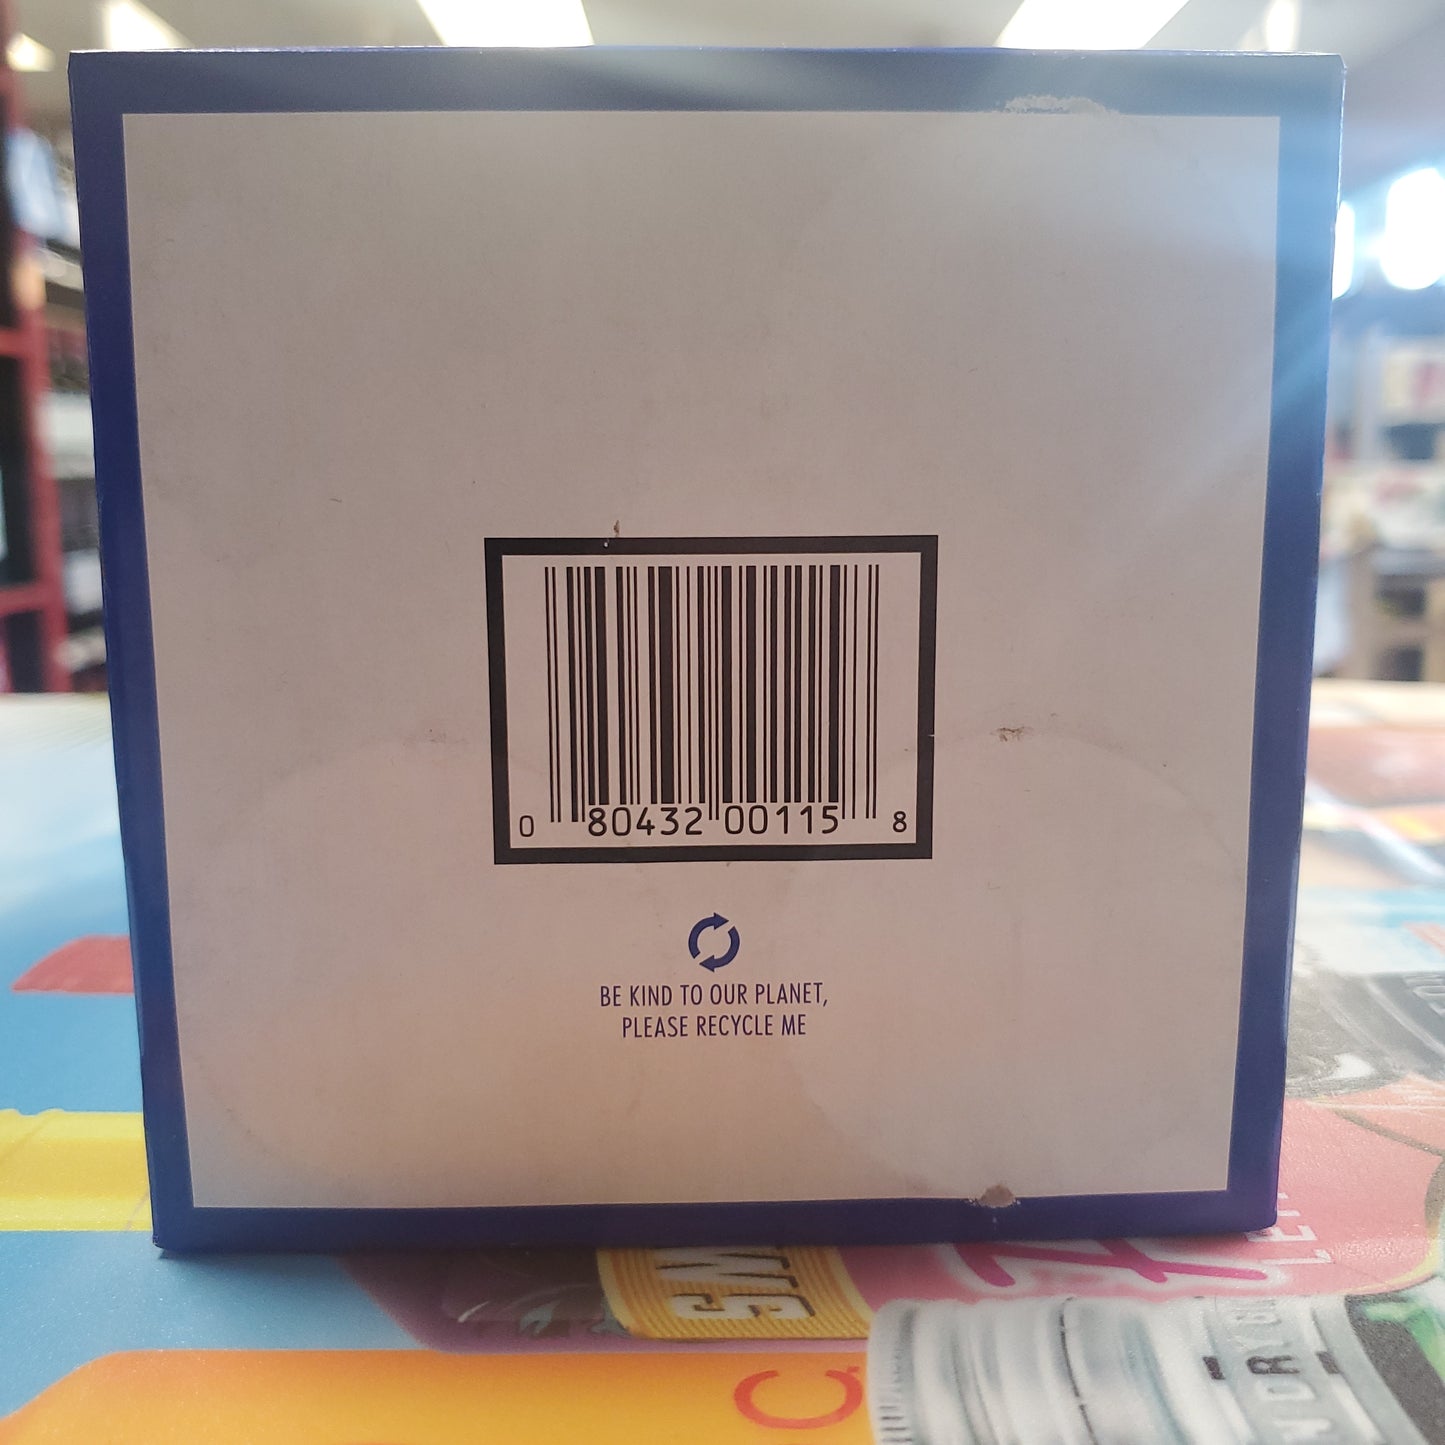 0 80432 00115 8
BE KIND TO OUR PLANET,
PLEASE RECYCLE ME